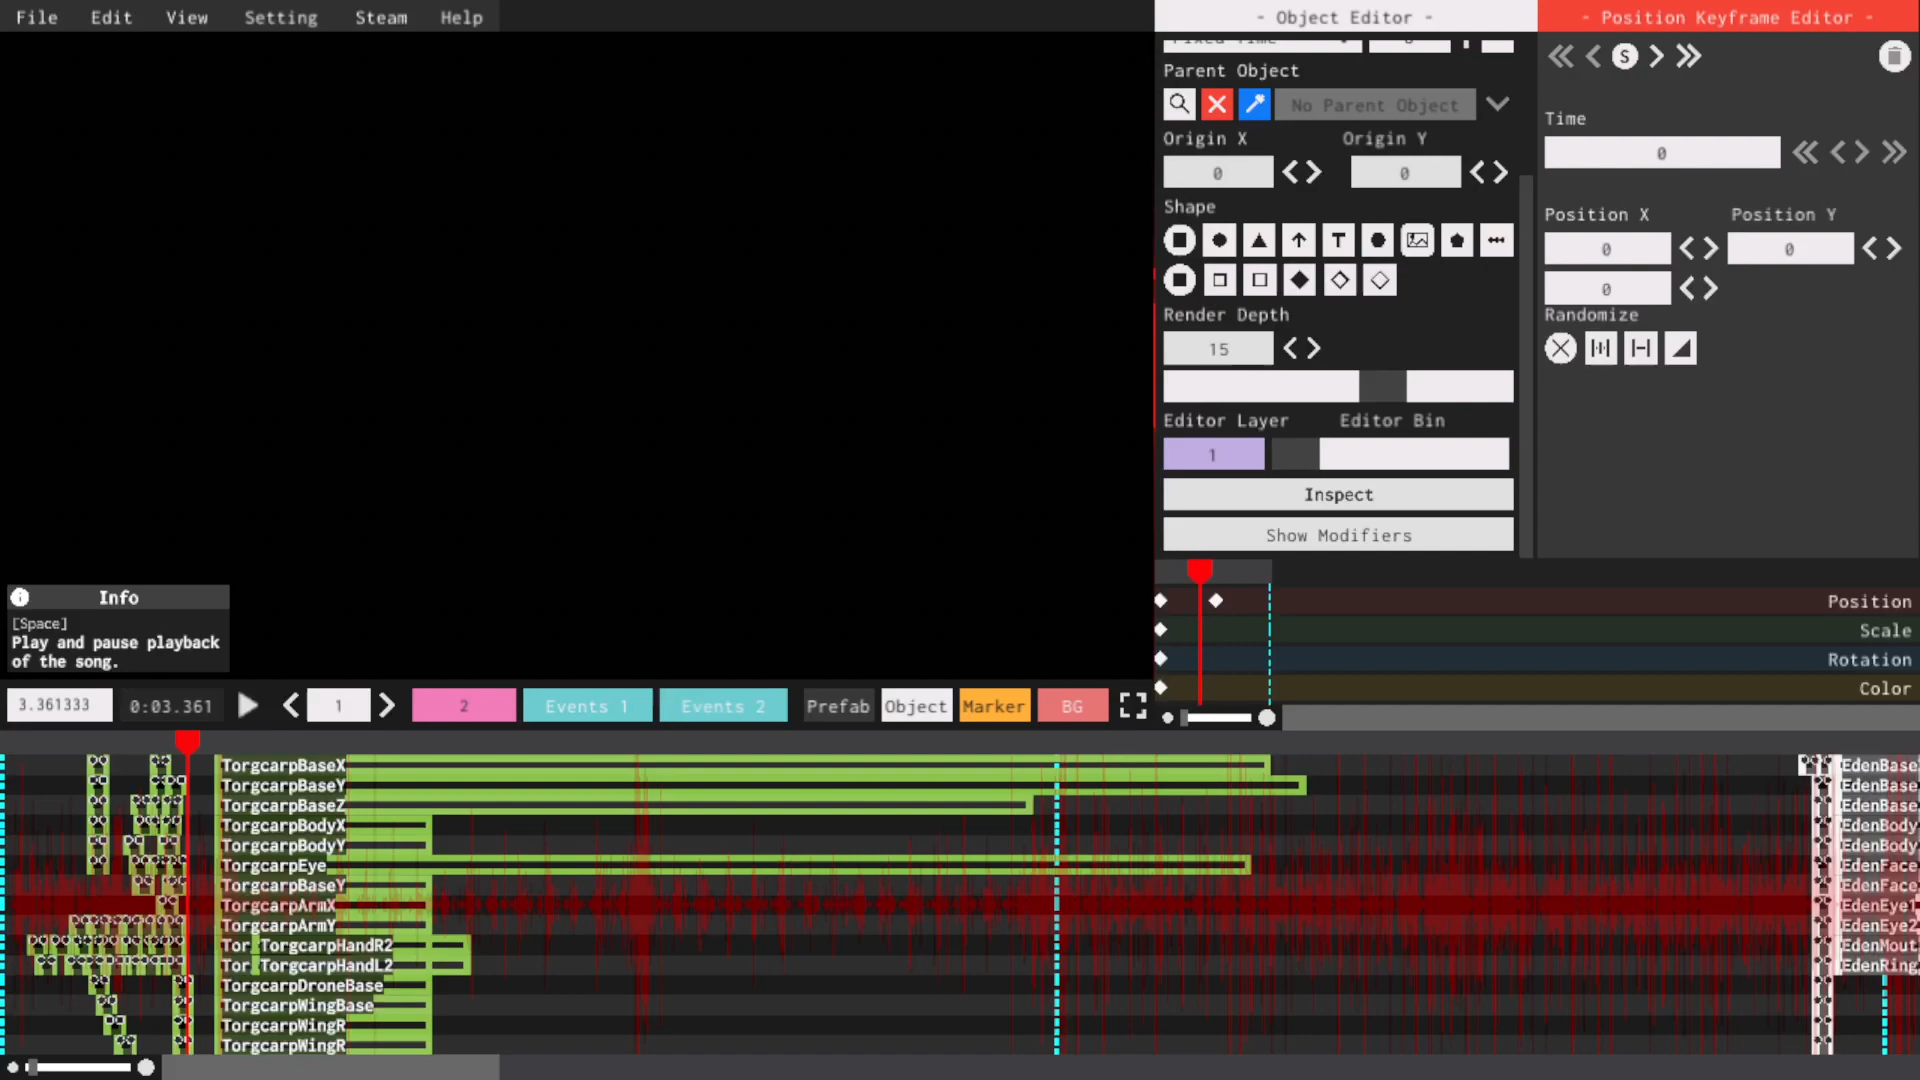 File Edit View Setting Steam Help
- Object Editor -
- Position Keyframe Editor -
Parent Object
No Parent Object
Origin X Origin Y
0 0
Shape
Render Depth
15
Editor Layer Editor Bin
1
Inspect
Show Modifiers
S
Time
0
Position X Position Y
0 0
0
Randomize
Position
Scale
Rotation
Color
Info
[Space]
Play and pause playback
of the song.
3.361333 0:03.361 1 2 Events 1 Events 2 Prefab Object Marker BG
TorgcarpBaseX
TorgcarpBaseY
TorgcarpBaseZ
TorgcarpBodyX
TorgcarpBodyY
TorgcarpEye
TorgcarpBaseY
TorgcarpArmX
TorgcarpArmY
Tor TorgcarpHandR2
Tor TorgcarpHandL2
TorgcarpDroneBase
TorgcarpWingBase
TorgcarpWingR
TorgcarpWingR
EdenBase
EdenBase
EdenBase
EdenBody
EdenBody
EdenFace
EdenFace
EdenEye1
EdenEye2
EdenMout
EdenRing